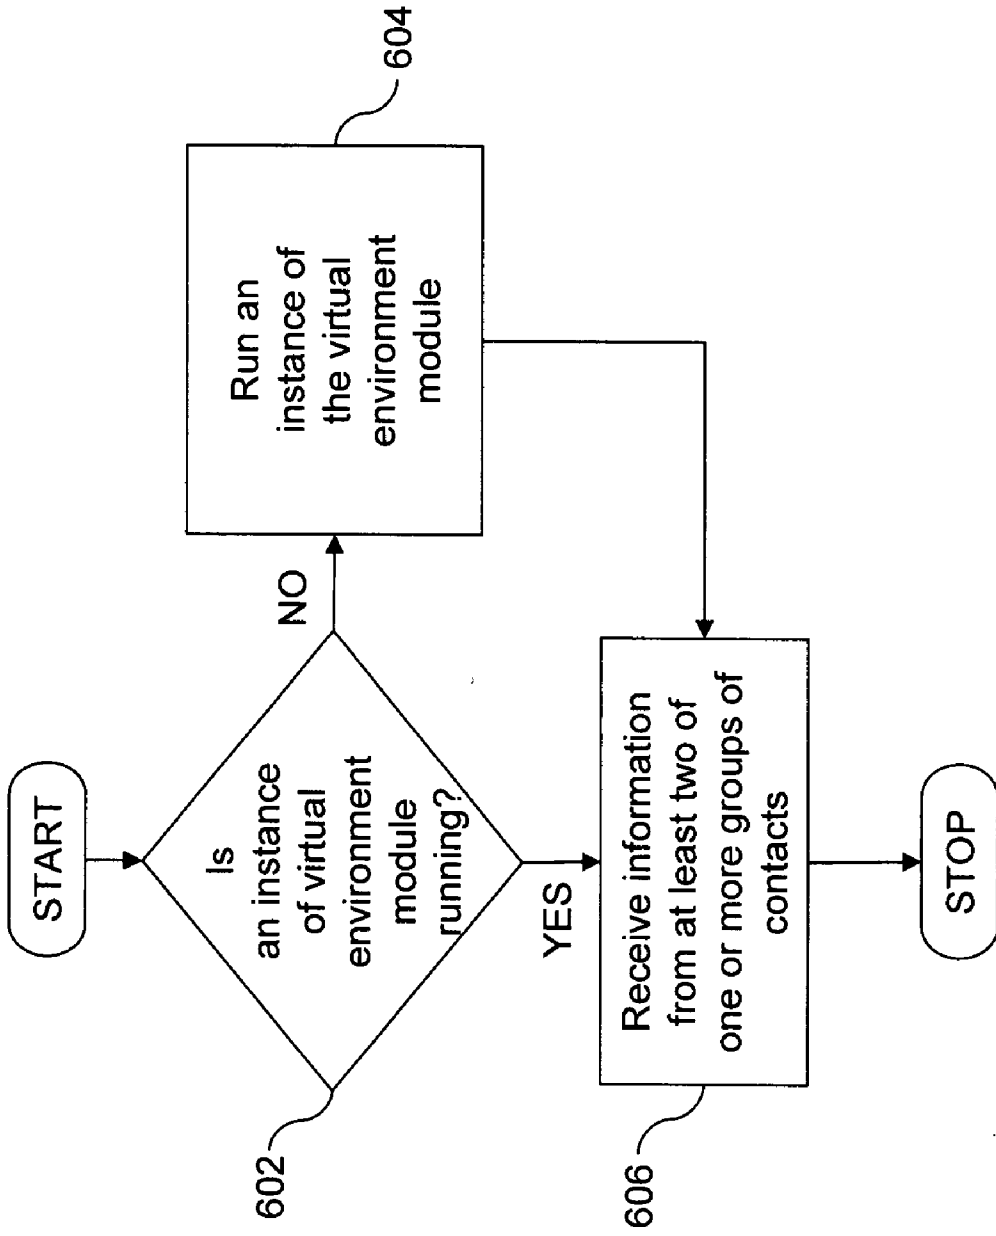 START
Is
an instance
of virtual
environment
module
running?
602
NO
Run an
instance of
the virtual
environment
module
604
YES
Receive information
from at least two of
one or more groups of
contacts
606
STOP